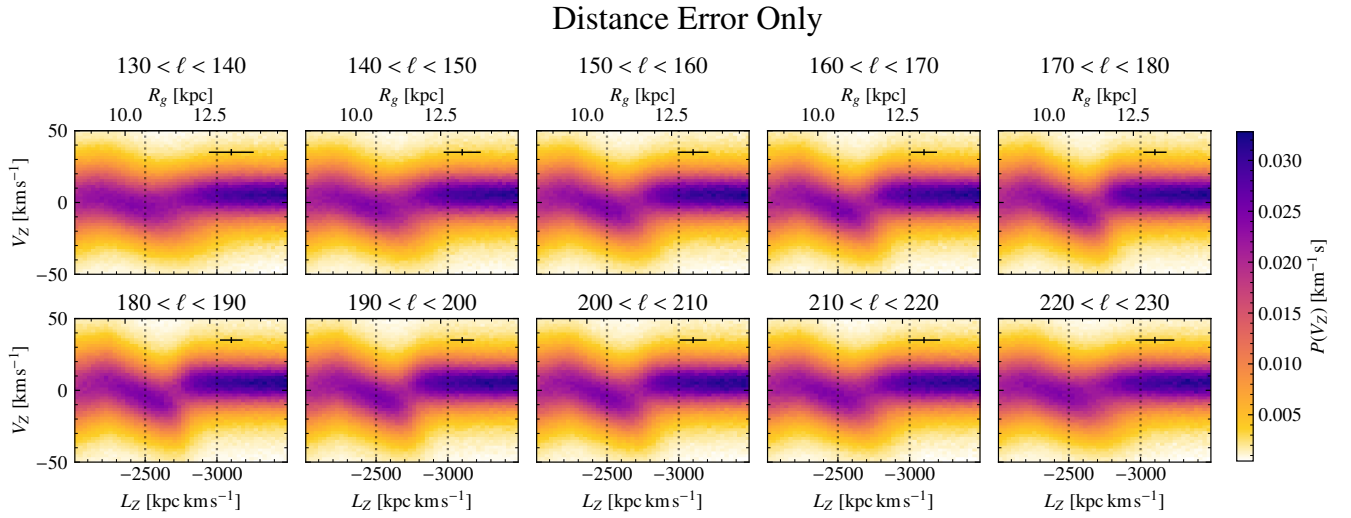 Distance Error Only
130 < ℓ < 140 140 < ℓ < 150 150 < ℓ < 160 160 < ℓ < 170 170 < ℓ < 180
R_g [kpc] R_g [kpc] R_g [kpc] R_g [kpc] R_g [kpc]
10.0 12.5 10.0 12.5 10.0 12.5 10.0 12.5 10.0 12.5
50
V_Z [km s⁻¹]
0
−50
180 < ℓ < 190 190 < ℓ < 200 200 < ℓ < 210 210 < ℓ < 220 220 < ℓ < 230
50
V_Z [km s⁻¹]
0
−50
−2500 −3000 −2500 −3000 −2500 −3000 −2500 −3000 −2500 −3000
L_Z [kpc km s⁻¹] L_Z [kpc km s⁻¹] L_Z [kpc km s⁻¹] L_Z [kpc km s⁻¹] L_Z [kpc km s⁻¹]
0.030
0.025
0.020
0.015
0.010
0.005
P(V_Z) [km⁻¹ s]